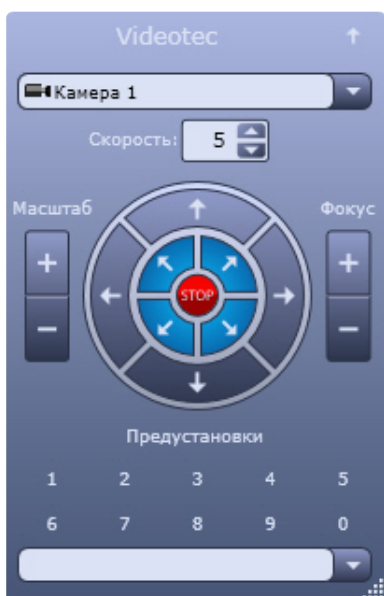 Videotec
Камера 1
Скорость: 5
Масштаб Фокус
+ +
STOP
− −
Предустановки
1 2 3 4 5
6 7 8 9 0